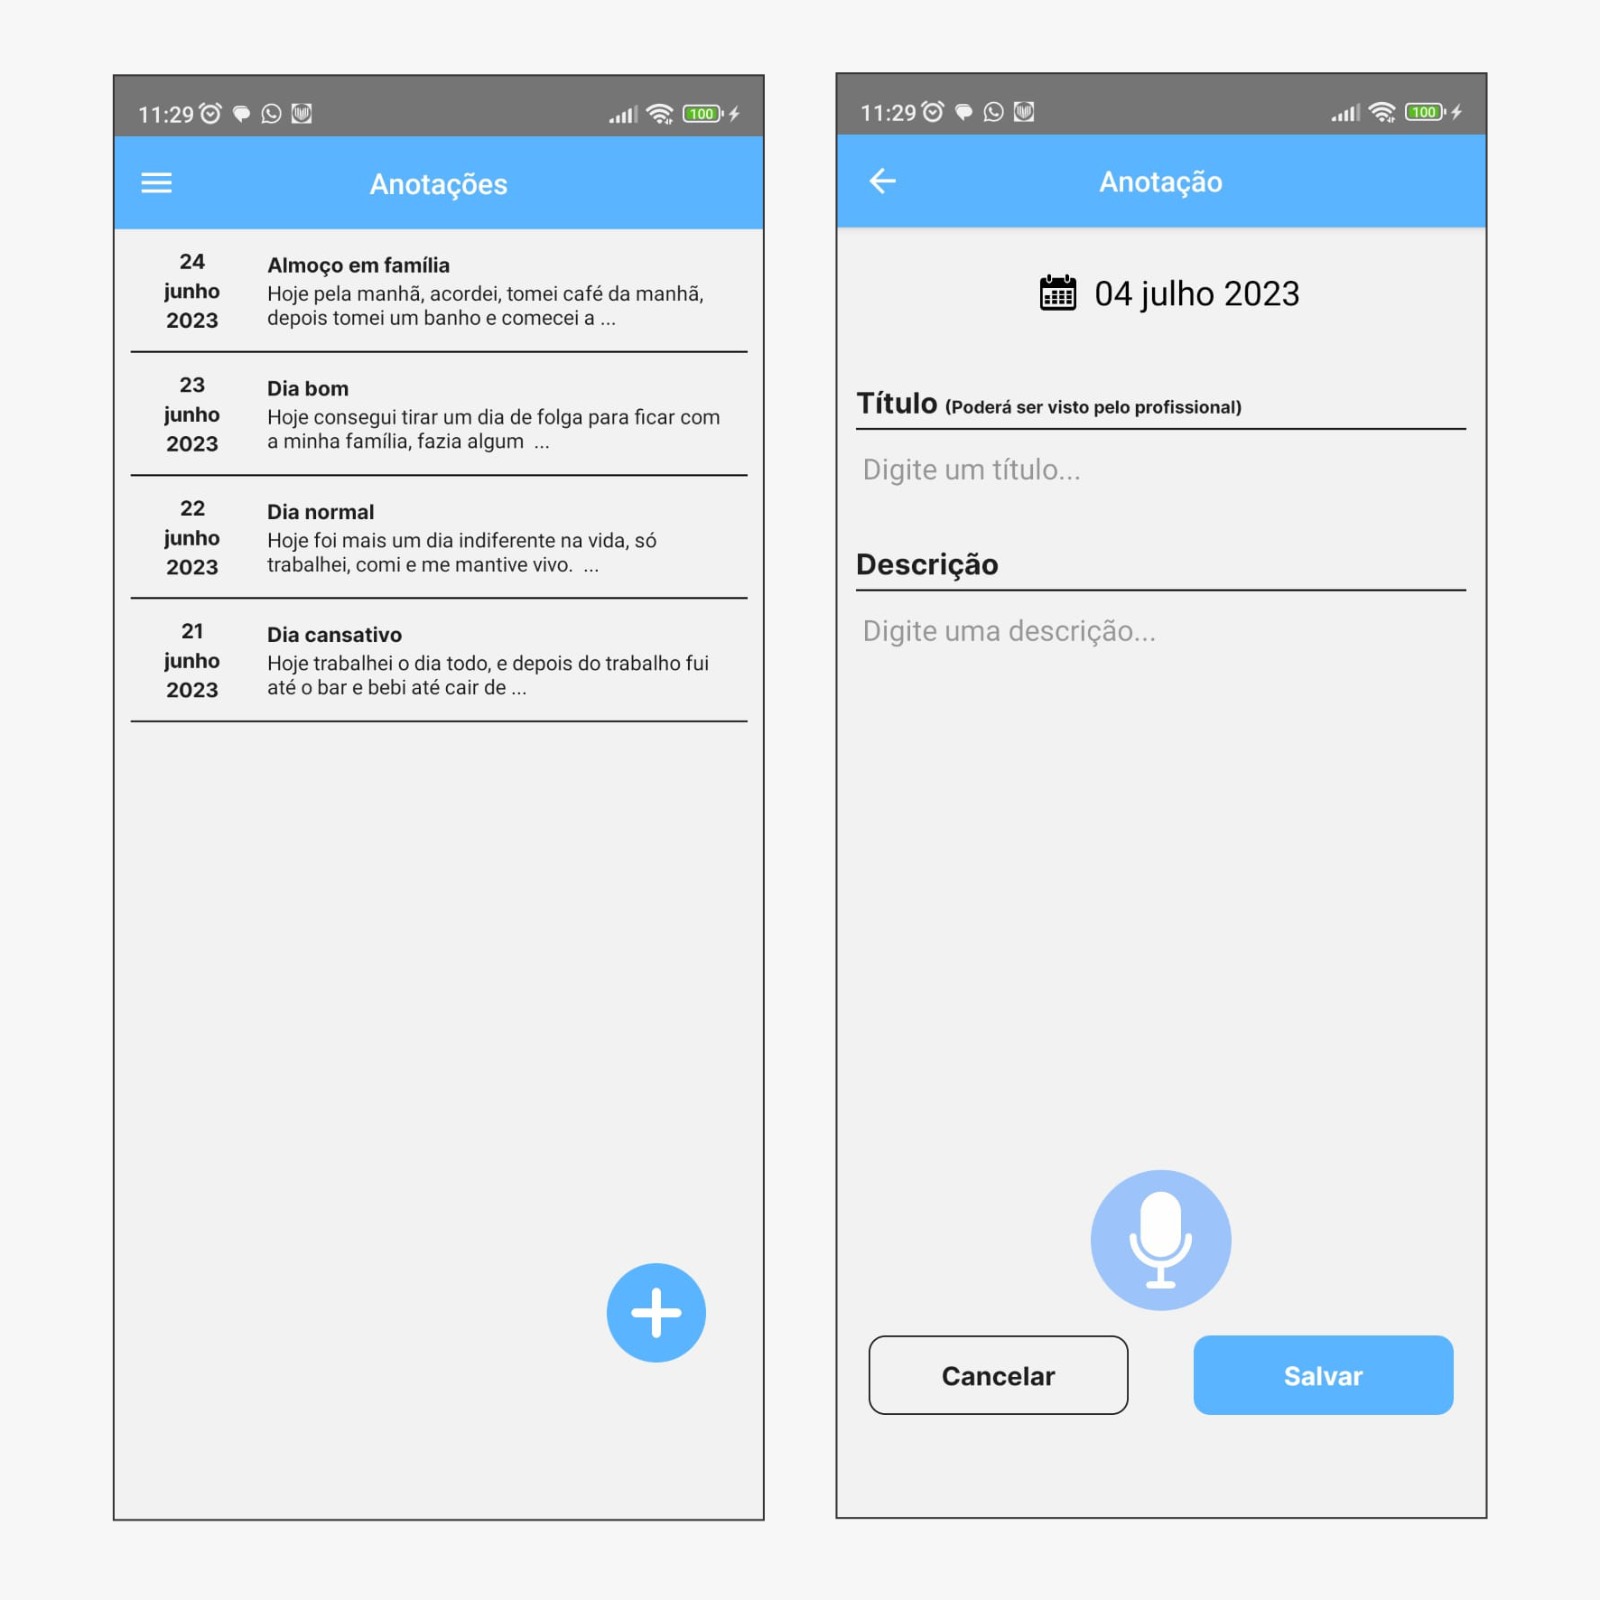 11:29
100
Anotações
24
junho
2023
Almoço em família
Hoje pela manhã, acordei, tomei café da manhã,
depois tomei um banho e comecei a ...
23
junho
2023
Dia bom
Hoje consegui tirar um dia de folga para ficar com
a minha família, fazia algum ...
22
junho
2023
Dia normal
Hoje foi mais um dia indiferente na vida, só
trabalhei, comi e me mantive vivo. ...
21
junho
2023
Dia cansativo
Hoje trabalhei o dia todo, e depois do trabalho fui
até o bar e bebi até cair de ...
11:29
100
Anotação
04 julho 2023
Título (Poderá ser visto pelo profissional)
Digite um título...
Descrição
Digite uma descrição...
Cancelar
Salvar